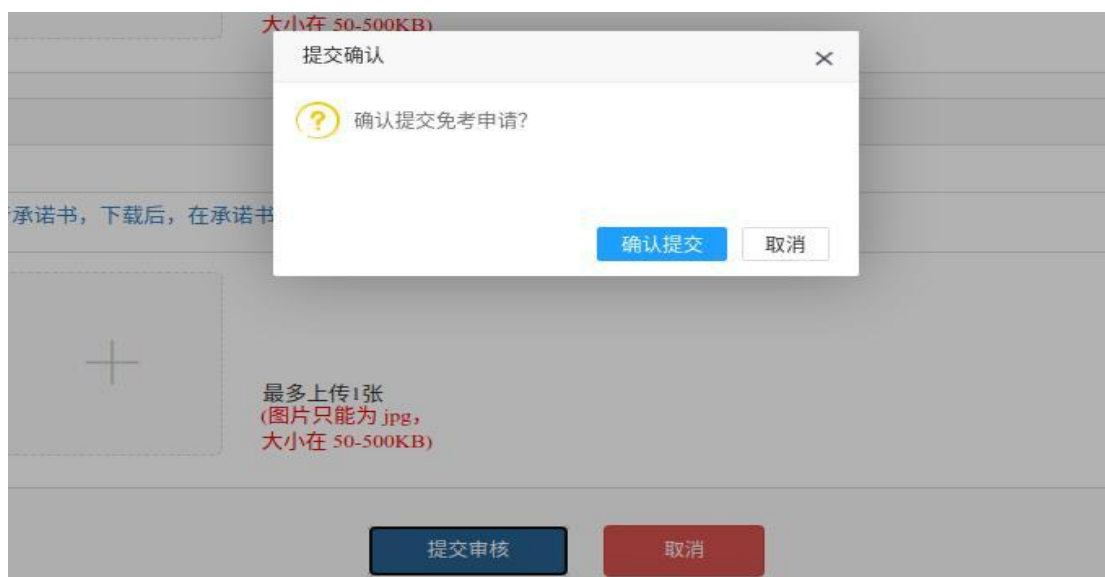 大小在 50-500KB)
提交确认
确认提交免考申请?
承诺书，下载后，在承诺书
确认提交 取消
最多上传1张
(图片只能为 jpg，
大小在 50-500KB)
提交审核 取消